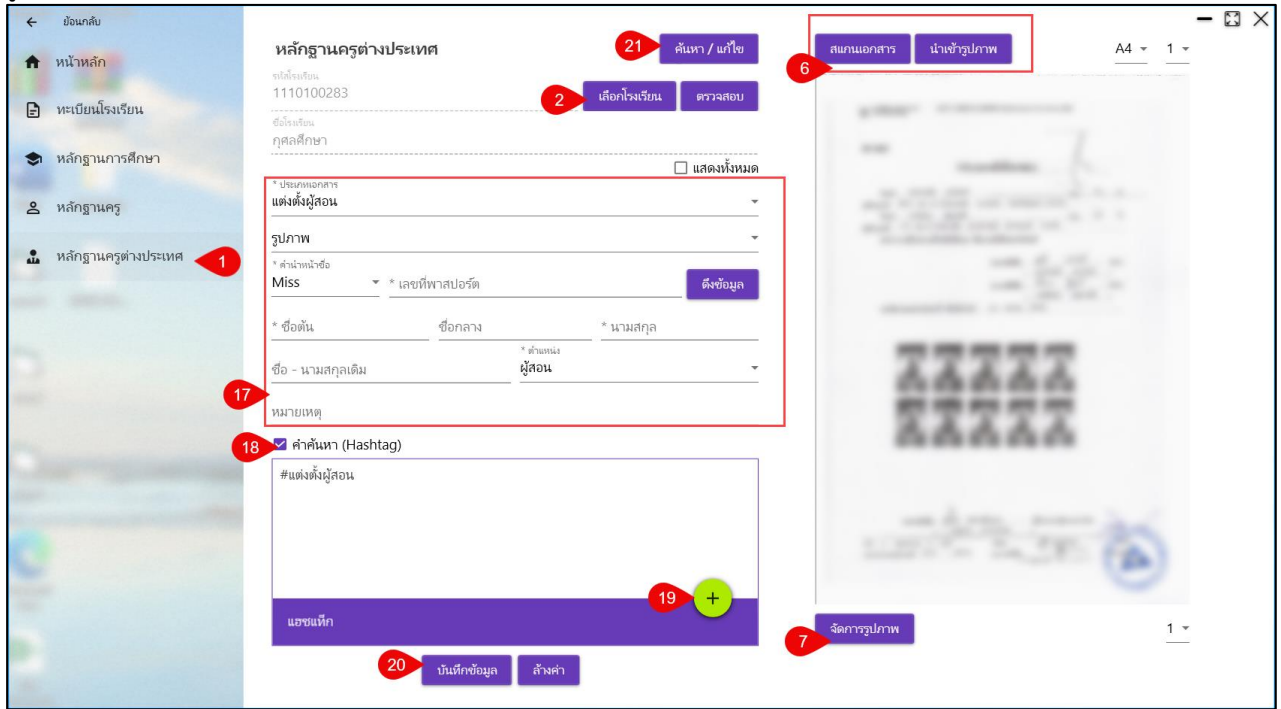 ย้อนกลับ
หน้าหลัก
ทะเบียนโรงเรียน
หลักฐานการศึกษา
หลักฐานครู
หลักฐานครูต่างประเทศ
1
หลักฐานครูต่างประเทศ
21
ค้นหา / แก้ไข
รหัสโรงเรียน
1110100283
2
เลือกโรงเรียน
ตรวจสอบ
ชื่อโรงเรียน
กุศลศึกษา
แสดงทั้งหมด
* ประเภทเอกสาร
แต่งตั้งผู้สอน
รูปภาพ
* คำนำหน้าชื่อ
Miss
* เลขที่พาสปอร์ต
ดึงข้อมูล
* ชื่อต้น
ชื่อกลาง
* นามสกุล
ชื่อ - นามสกุลเดิม
* ตำแหน่ง
ผู้สอน
17
หมายเหตุ
18
คำค้นหา (Hashtag)
#แต่งตั้งผู้สอน
19
+
แฮชแท็ก
20
บันทึกข้อมูล
ล้างค่า
สแกนเอกสาร
นำเข้ารูปภาพ
6
A4
1
7
จัดการรูปภาพ
1